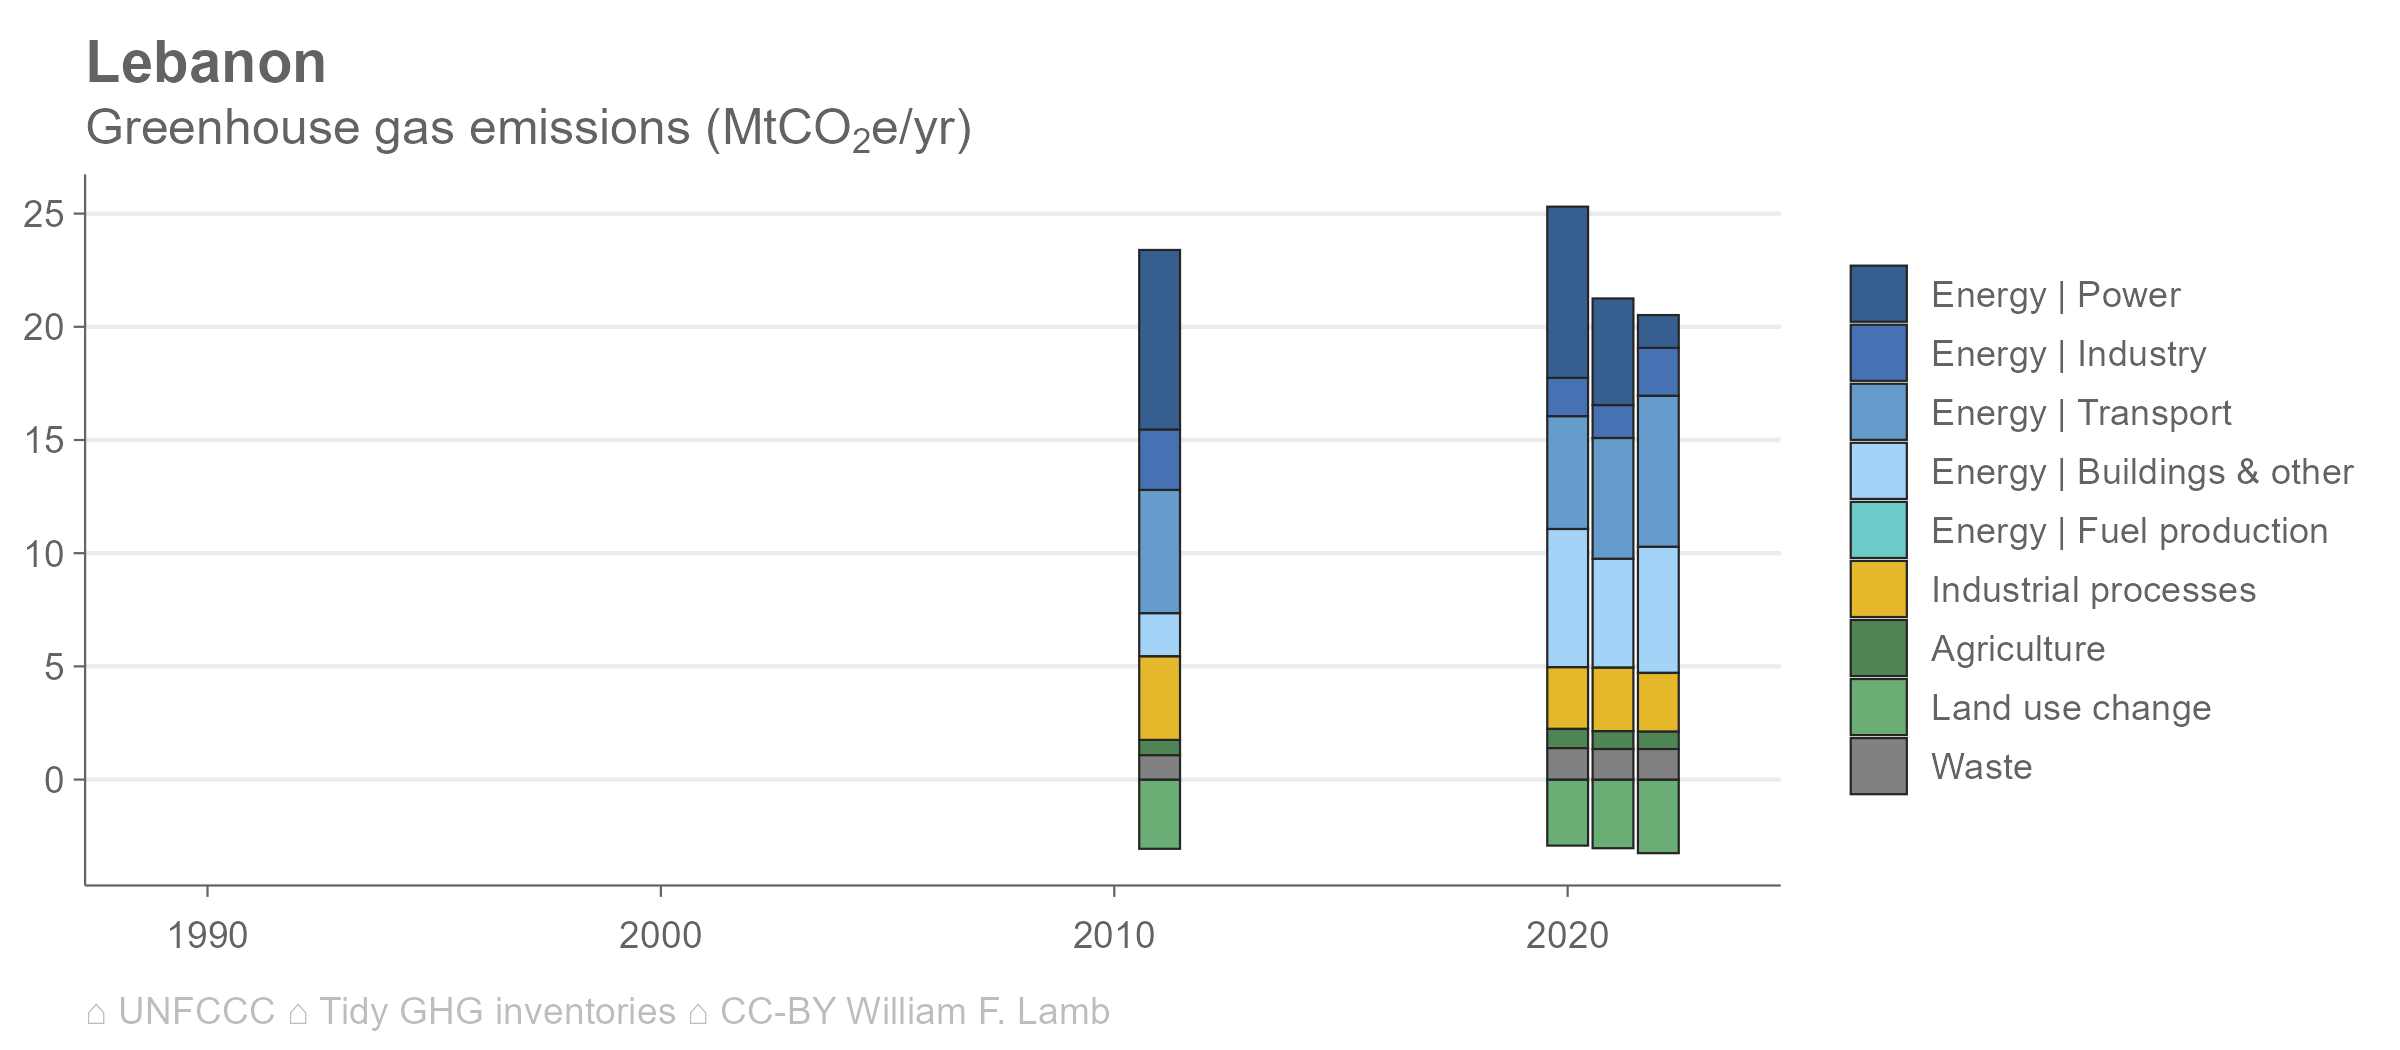 Lebanon
Greenhouse gas emissions (MtCO₂e/yr)
25
20
15
10
5
0
1990 2000 2010 2020
Energy | Power
Energy | Industry
Energy | Transport
Energy | Buildings & other
Energy | Fuel production
Industrial processes
Agriculture
Land use change
Waste
⌂ UNFCCC ⌂ Tidy GHG inventories ⌂ CC-BY William F. Lamb